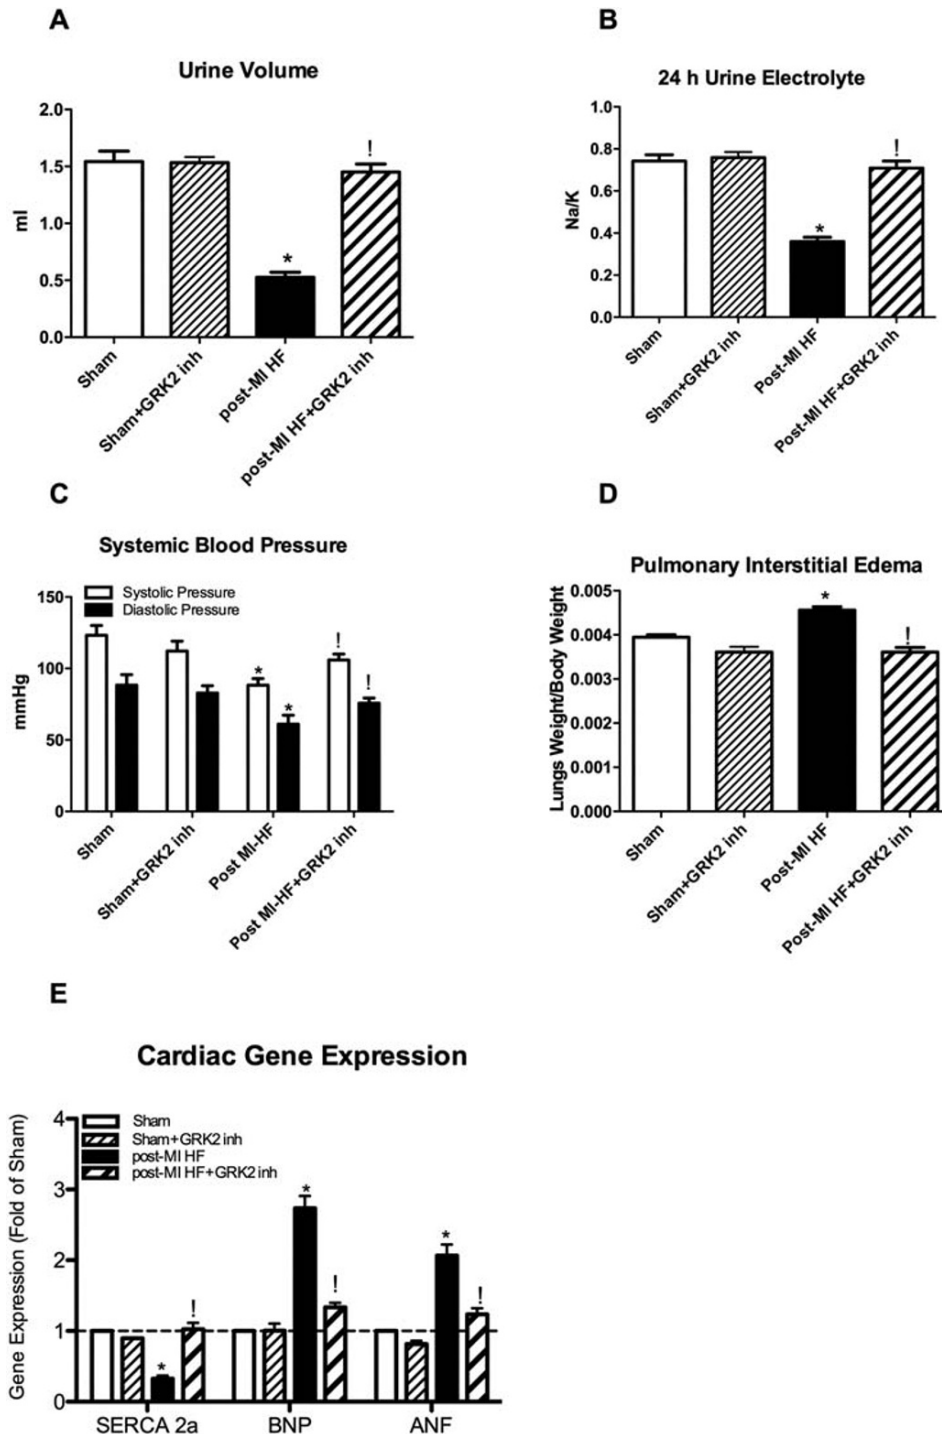 A
Urine Volume
ml
2.0
1.5
1.0
0.5
0.0
!
*
Sham
Sham+GRK2 inh
post-MI HF
post-MI HF+GRK2 inh
B
24 h Urine Electrolyte
Na/K
1.0
0.8
0.6
0.4
0.2
0.0
!
*
Sham
Sham+GRK2 inh
Post-MI HF
Post-MI HF+GRK2 inh
C
Systemic Blood Pressure
mmHg
150
100
50
0
Systolic Pressure
Diastolic Pressure
*
*
!
!
Sham
Sham+GRK2 inh
Post MI-HF
Post MI-HF+GRK2 inh
D
Pulmonary Interstitial Edema
Lungs Weight/Body Weight
0.005
0.004
0.003
0.002
0.001
0.000
*
!
Sham
Sham+GRK2 inh
Post-MI HF
Post-MI HF+GRK2 inh
E
Cardiac Gene Expression
Gene Expression (Fold of Sham)
4
3
2
1
0
Sham
Sham+GRK2 inh
post-MI HF
post-MI HF+GRK2 inh
*
!
*
!
*
!
SERCA 2a
BNP
ANF